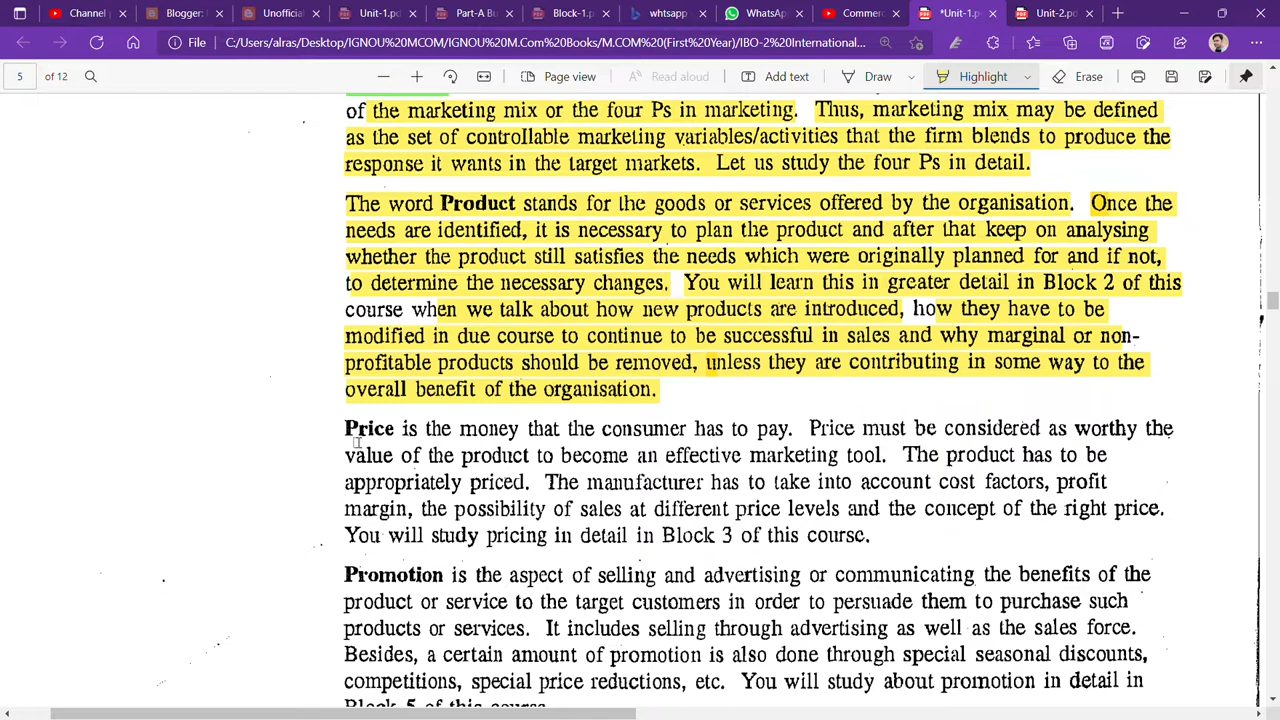 Channel p
Blogger: 
Unofficial
Unit-1.pd
Part-A Bu
Block-1.p
whtsapp
WhatsAp
Commerc
*Unit-1.p
Unit-2.pd
File
C:/Users/alras/Desktop/IGNOU%20MCOM/IGNOU%20M.Com%20Books/M.COM%20(First%20Year)/IBO-2%20International...
5 of 12
Page view
Read aloud
Add text
Draw
Highlight
Erase
of the marketing mix or the four Ps in marketing. Thus, marketing mix may be defined
as the set of controllable marketing variables/activities that the firm blends to produce the
response it wants in the target markets. Let us study the four Ps in detail.
The word Product stands for the goods or services offered by the organisation. Once the
needs are identified, it is necessary to plan the product and after that keep on analysing
whether the product still satisfies the needs which were originally planned for and if not,
to determine the necessary changes. You will learn this in greater detail in Block 2 of this
course when we talk about how new products are introduced, how they have to be
modified in due course to continue to be successful in sales and why marginal or non-
profitable products should be removed, unless they are contributing in some way to the
overall benefit of the organisation.
Price is the money that the consumer has to pay. Price must be considered as worthy the
value of the product to become an effective marketing tool. The product has to be
appropriately priced. The manufacturer has to take into account cost factors, profit
margin, the possibility of sales at different price levels and the concept of the right price.
You will study pricing in detail in Block 3 of this course.
Promotion is the aspect of selling and advertising or communicating the benefits of the
product or service to the target customers in order to persuade them to purchase such
products or services. It includes selling through advertising as well as the sales force.
Besides, a certain amount of promotion is also done through special seasonal discounts,
competitions, special price reductions, etc. You will study about promotion in detail in
Block 5 of this course.